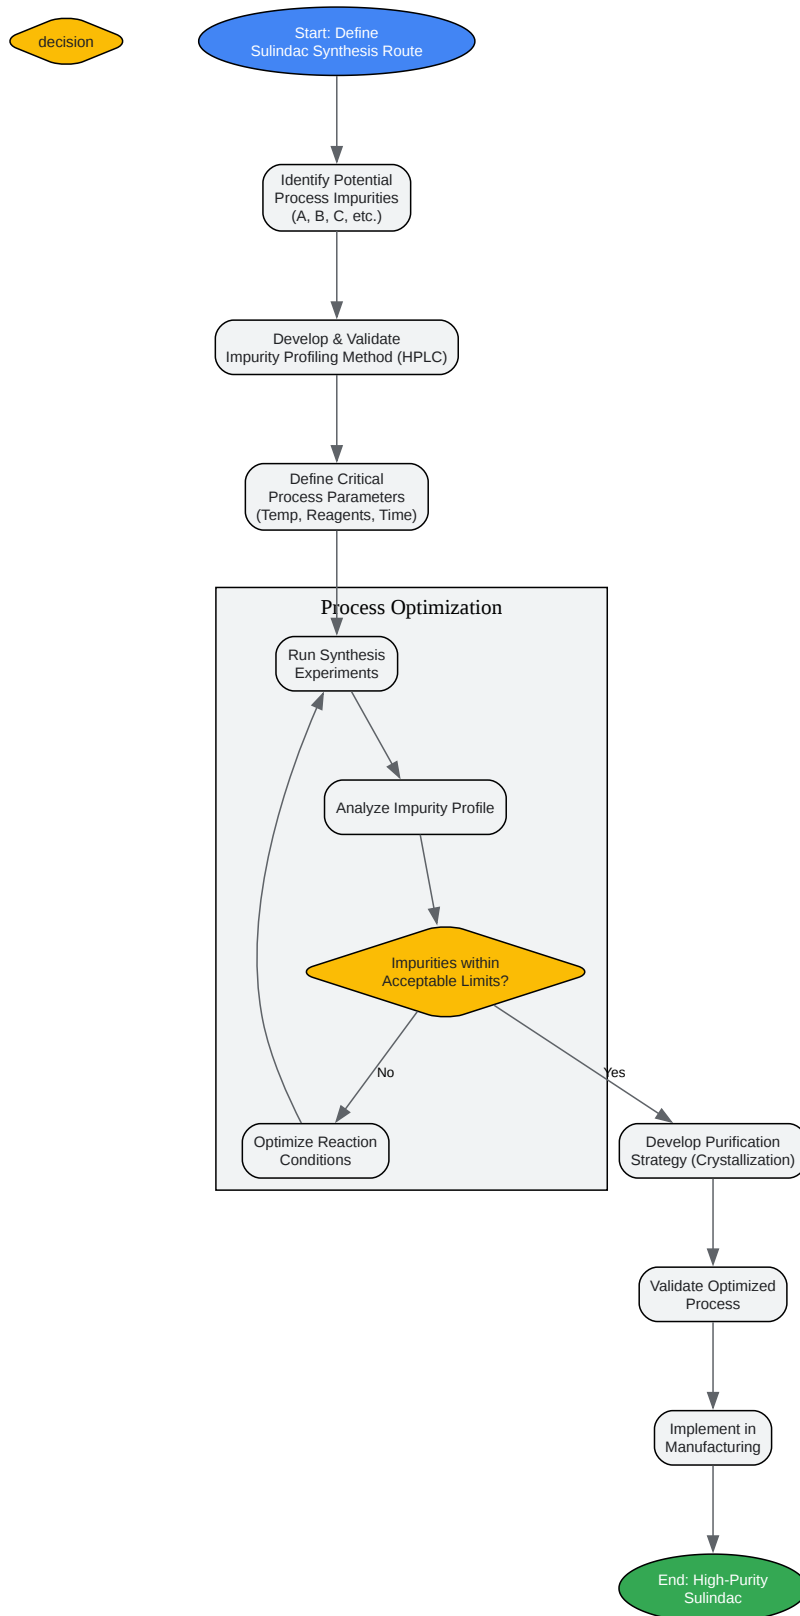 decision
Start: Define
Sulindac Synthesis Route
Identify Potential
Process Impurities
(A, B, C, etc.)
Develop & Validate
Impurity Profiling Method (HPLC)
Define Critical
Process Parameters
(Temp, Reagents, Time)
Process Optimization
Run Synthesis
Experiments
Analyze Impurity Profile
Impurities within
Acceptable Limits?
No
Yes
Optimize Reaction
Conditions
Develop Purification
Strategy (Crystallization)
Validate Optimized
Process
Implement in
Manufacturing
End: High-Purity
Sulindac